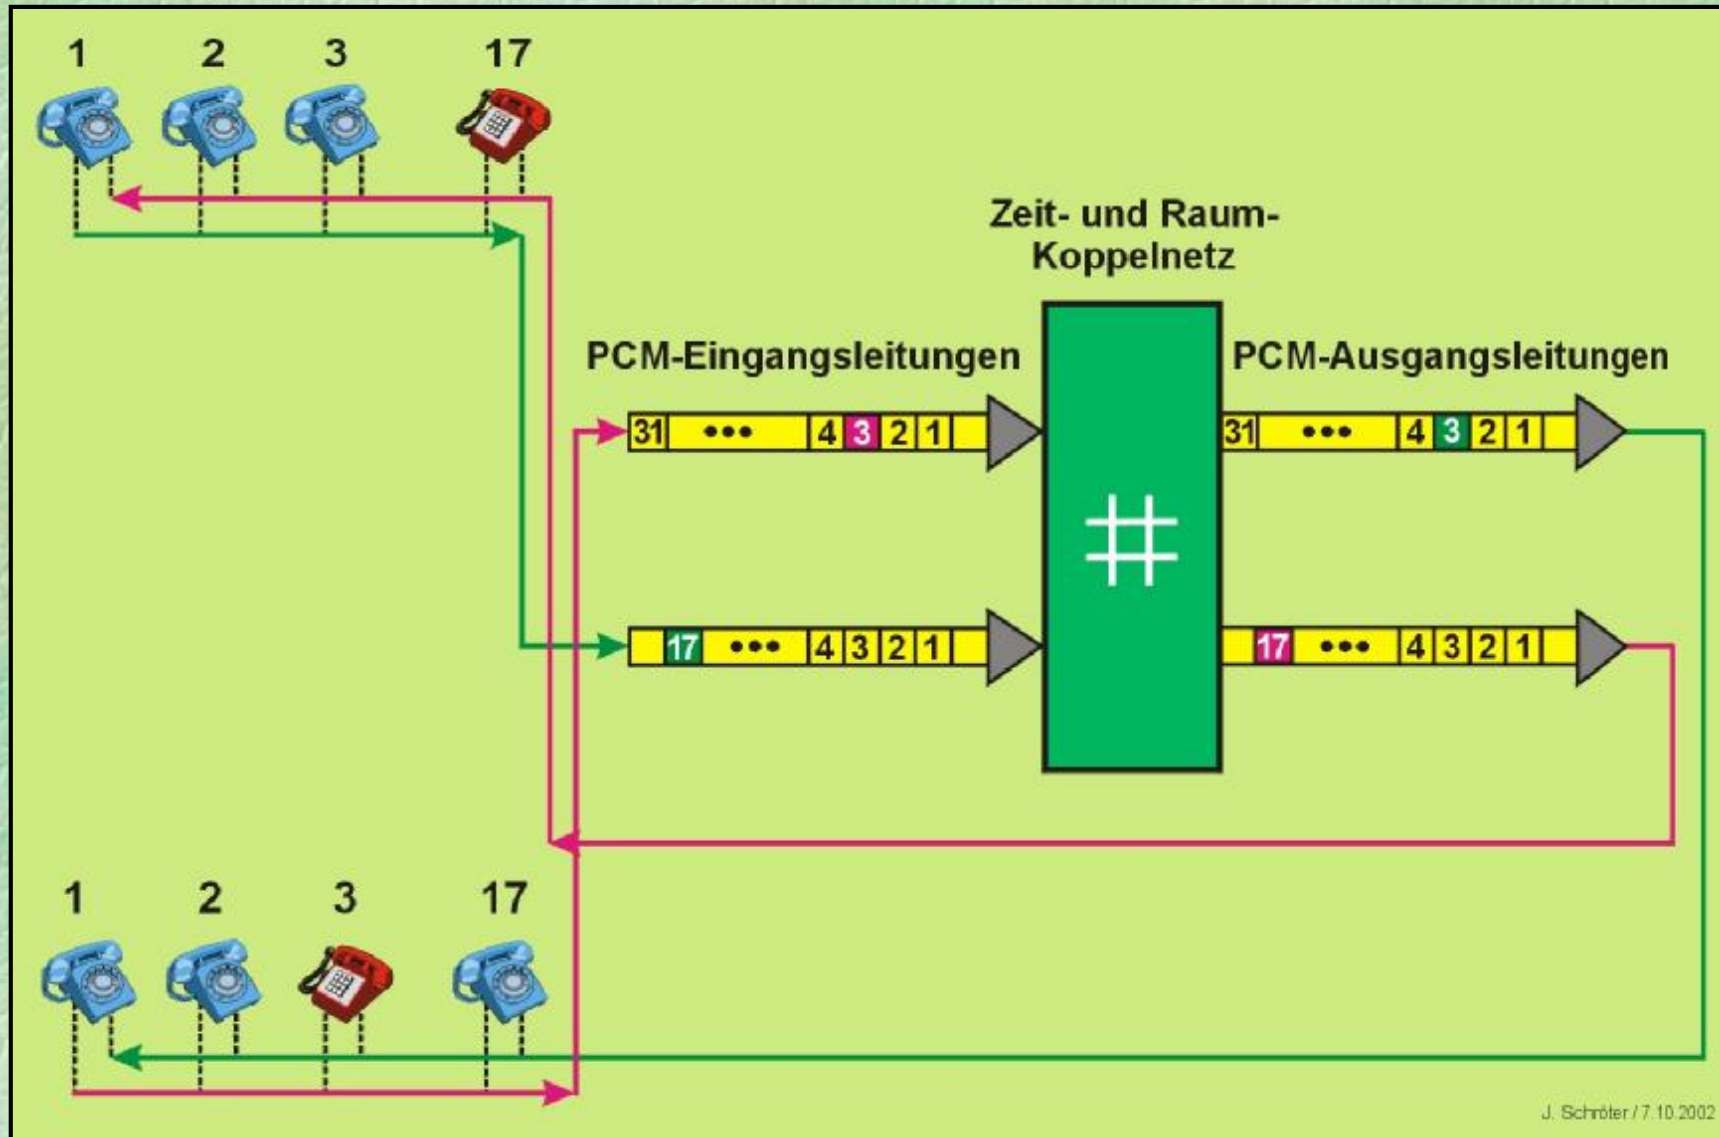 1 2 3 17
Zeit- und Raum-
Koppelnetz
PCM-Eingangsleitungen PCM-Ausgangsleitungen
31 ••• 4 3 2 1 31 ••• 4 3 2 1
#
17 ••• 4 3 2 1 17 ••• 4 3 2 1
1 2 3 17
J. Schröter / 7.10.2002